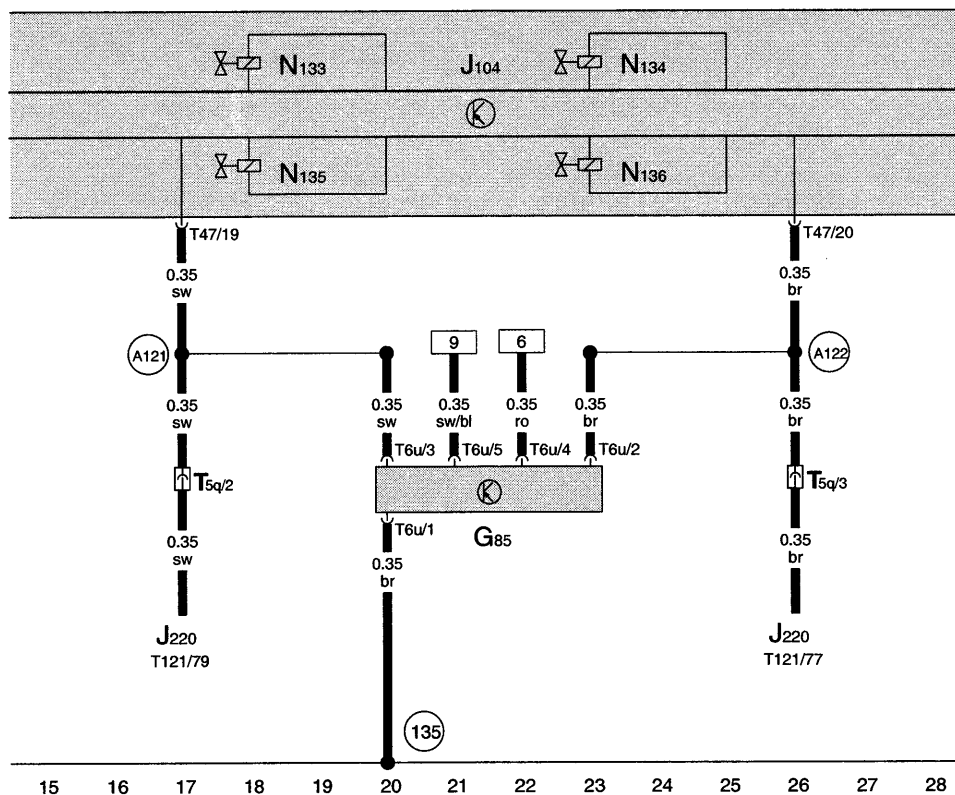 N133 J104 N134
N135 N136
T47/19 T47/20
0.35 0.35
sw br
9 6
A121 A122
0.35 0.35 0.35 0.35 0.35 0.35
sw sw sw/bl ro br br
T6u/3 T6u/5 T6u/4 T6u/2
T5q/2 T5q/3
T6u/1
G85
0.35 0.35 0.35
sw br br
J220 J220
T121/79 T121/77
135
15 16 17 18 19 20 21 22 23 24 25 26 27 28